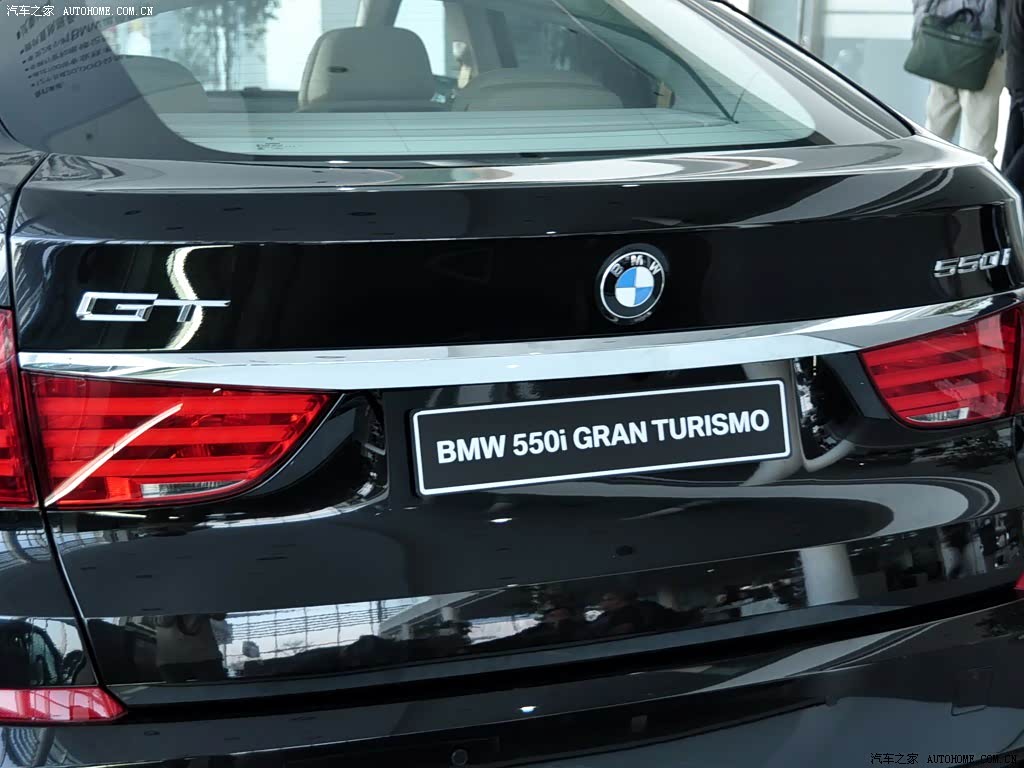 汽车之家 AUTOHOME.COM.CN
BMW
GT
550i
BMW 550i GRAN TURISMO
汽车之家 AUTOHOME.COM.CN